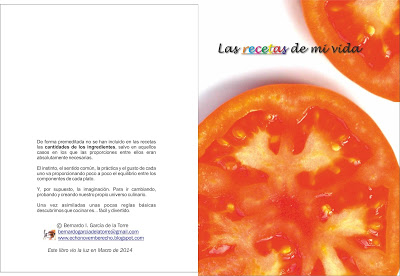 De forma premeditada no se han incluido en las recetas
las cantidades de los ingredientes, salvo en aquellos
casos en los que las proporciones entre ellos eran
absolutamente necesarias.
El instinto, el sentido común, la práctica y el gusto de cada
uno va proporcionando poco a poco el equilibrio entre los
componentes de cada plato.
Y, por supuesto, la imaginación. Para ir cambiando,
probando y creando nuestro propio universo culinario.
Una vez asimiladas unas pocas reglas básicas
descubrimos que cocinar es... fácil y divertido.
© Bernardo I. García de la Torre
bernardogarciadelatorre@gmail.com
www.ochonovembrecho.blogspot.com
Este libro vio la luz en Marzo de 2014
Las recetas de mi vida